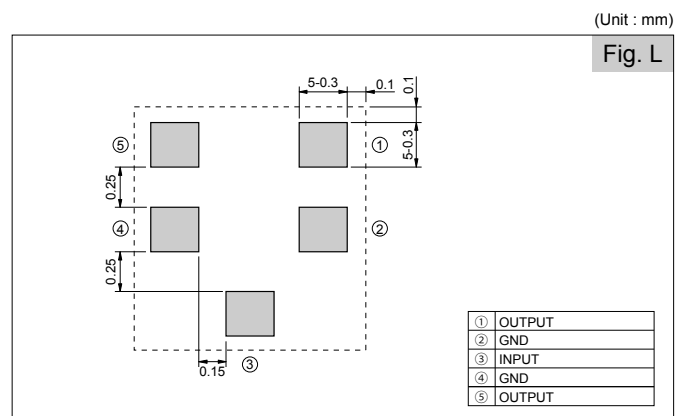 (Unit : mm)
Fig. L
5-0.3
0.1
0.1
⑤
①
5-0.3
0.25
④
②
0.25
0.15
③
① OUTPUT
② GND
③ INPUT
④ GND
⑤ OUTPUT